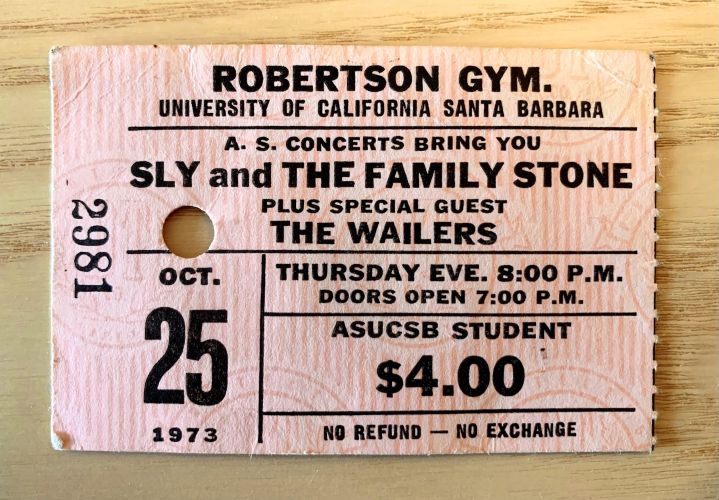 ROBERTSON GYM.
UNIVERSITY OF CALIFORNIA SANTA BARBARA
A. S. CONCERTS BRING YOU
SLY and THE FAMILY STONE
PLUS SPECIAL GUEST
THE WAILERS
2981
OCT.
25
1973
THURSDAY EVE. 8:00 P.M.
DOORS OPEN 7:00 P.M.
ASUCSB STUDENT
$4.00
NO REFUND — NO EXCHANGE